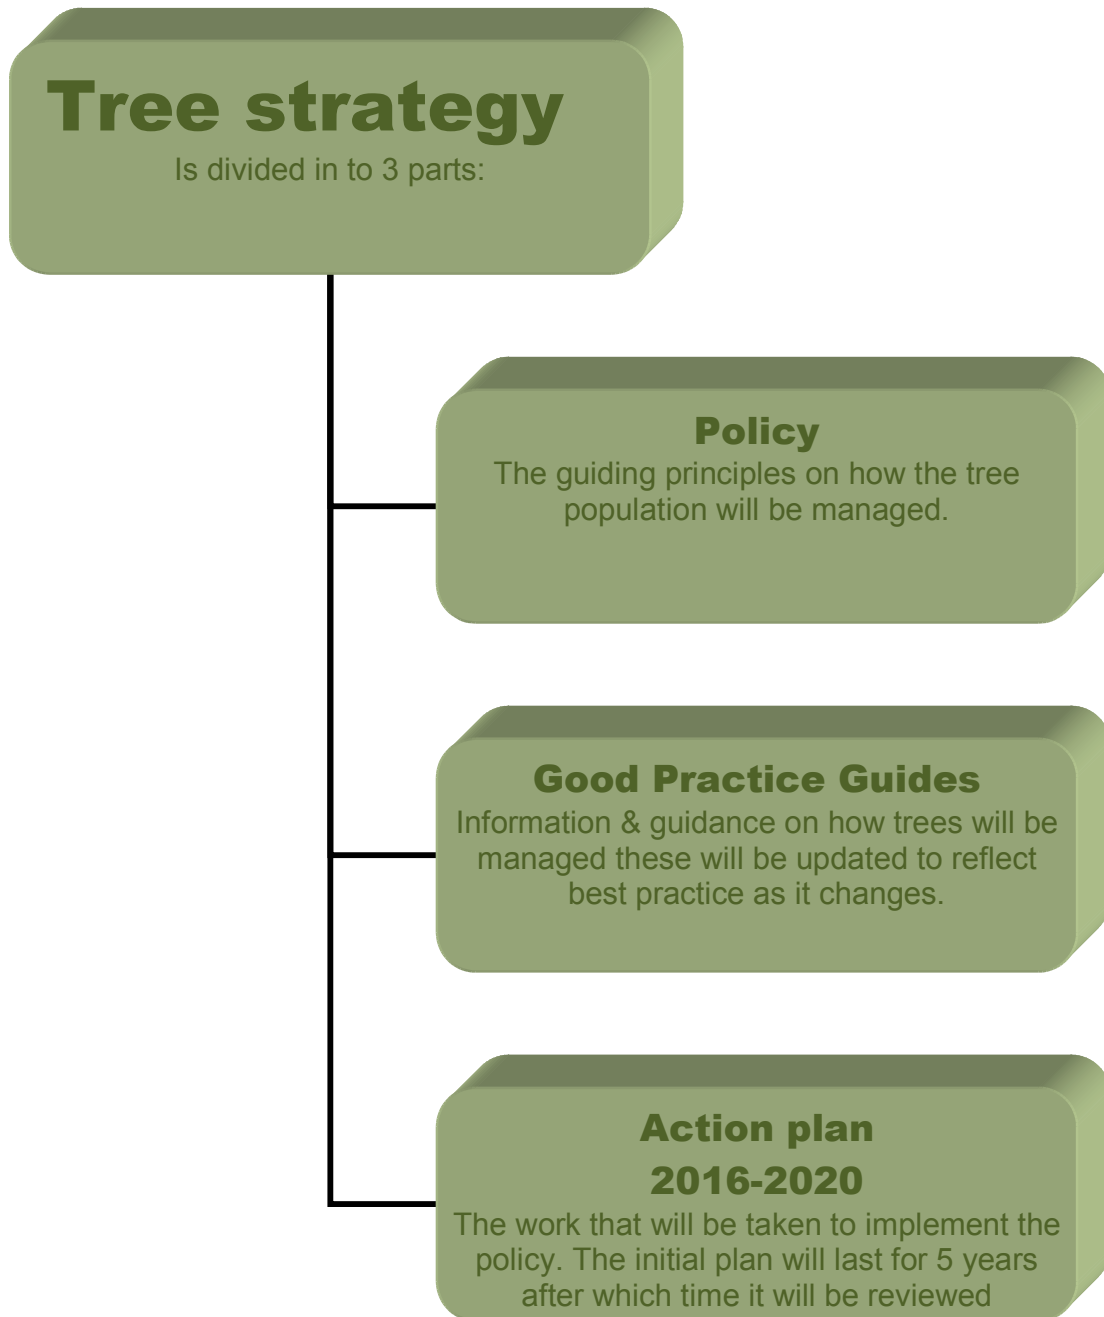 Tree strategy
Is divided in to 3 parts:
Policy
The guiding principles on how the tree
population will be managed.
Good Practice Guides
Information & guidance on how trees will be
managed these will be updated to reflect
best practice as it changes.
Action plan
2016-2020
The work that will be taken to implement the
policy. The initial plan will last for 5 years
after which time it will be reviewed